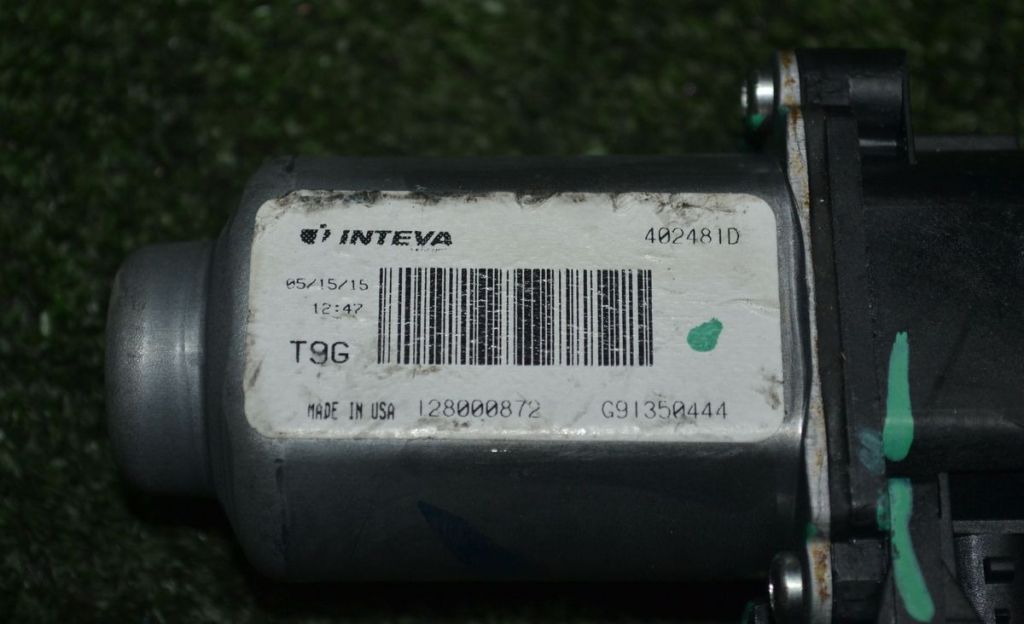 INTEVA 402481D
05/15/15
12:47
T9G
MADE IN USA 128000872 G91350444